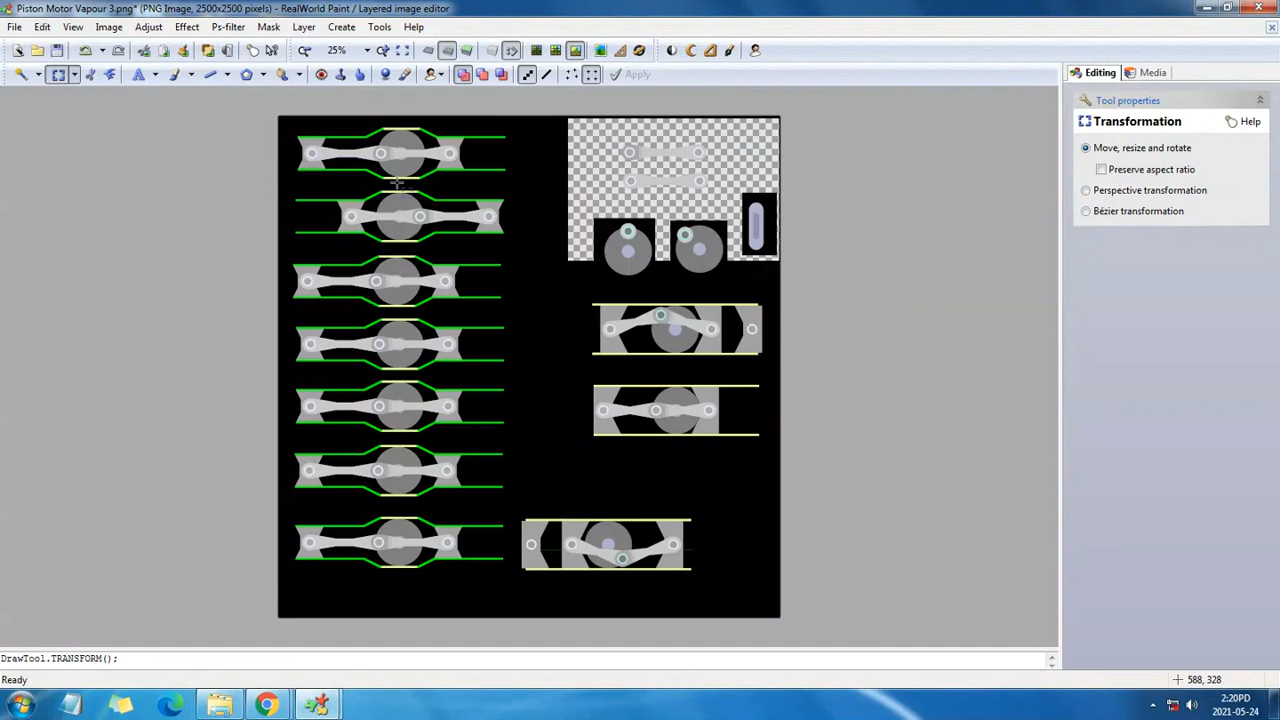 Piston Motor Vapour 3.png* (PNG Image, 2500x2500 pixels) - RealWorld Paint / Layered image editor
File Edit View Image Adjust Effect Ps-filter Mask Layer Create Tools Help
25%
Apply
Editing Media
Tool properties
Transformation Help
Move, resize and rotate
Preserve aspect ratio
Perspective transformation
Bézier transformation
DrawTool.TRANSFORM();
Ready 588, 328
2:20PD
2021-05-24